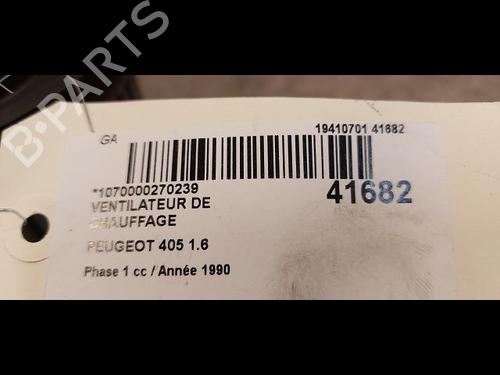 B-PARTS
GA
19410701 41682
*1070000270239
41682
VENTILATEUR DE
CHAUFFAGE
PEUGEOT 405 1.6
Phase 1 cc / Année 1990